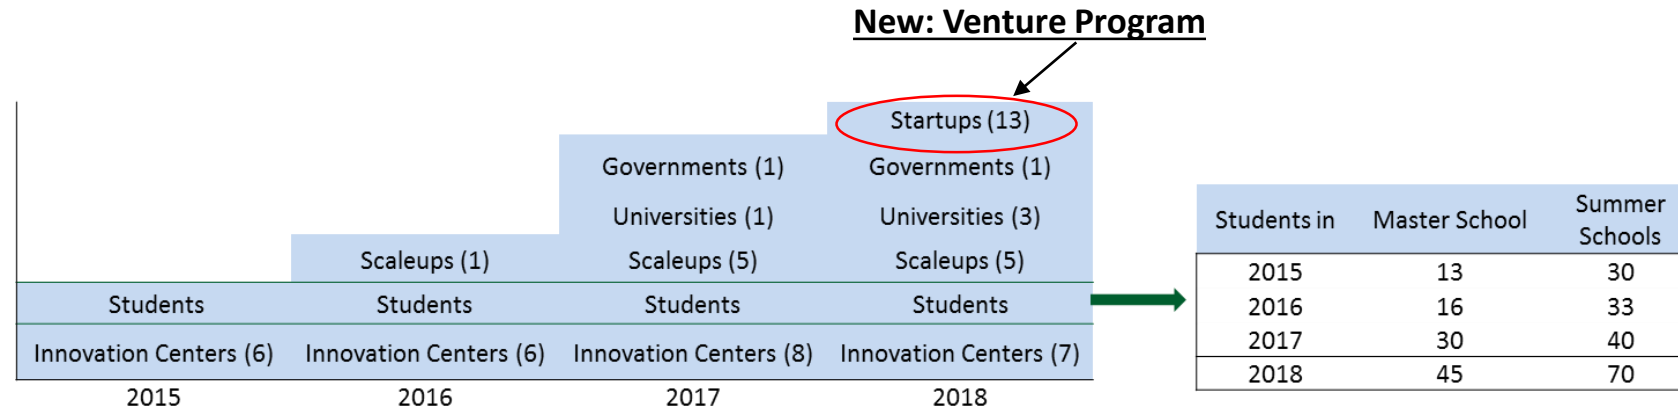 New: Venture Program
Startups (13)
Governments (1) Governments (1)
Universities (1) Universities (3)
Scaleups (1) Scaleups (5) Scaleups (5)
Students Students Students Students
Innovation Centers (6) Innovation Centers (6) Innovation Centers (8) Innovation Centers (7)
2015 2016 2017 2018
Students in Master School Summer
Schools
2015 13 30
2016 16 33
2017 30 40
2018 45 70